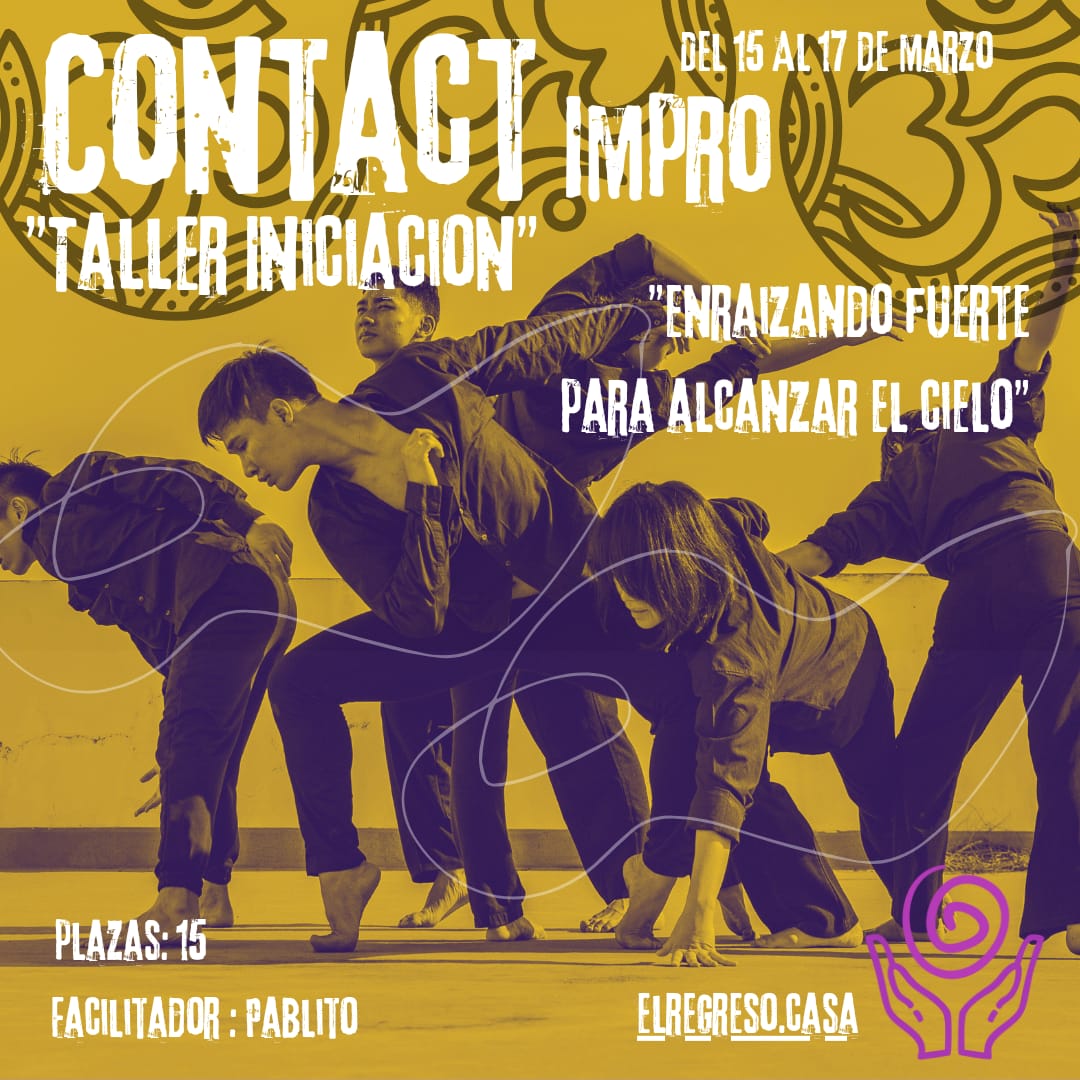 CONTACT IMPRO
DEL 15 AL 17 DE MARZO
"TALLER INICIACION"
"ENRAIZANDO FUERTE
PARA ALCANZAR EL CIELO"
PLAZAS: 15
FACILITADOR : PABLITO
ELREGRESO.CASA